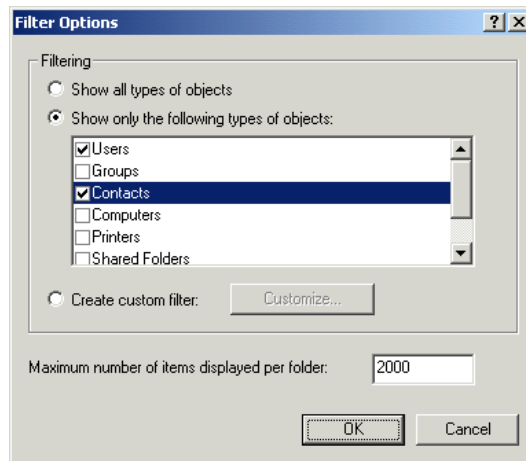 Filter Options
Filtering
Show all types of objects
Show only the following types of objects:
Users
Groups
Contacts
Computers
Printers
Shared Folders
Create custom filter: Customize...
Maximum number of items displayed per folder: 2000
OK Cancel